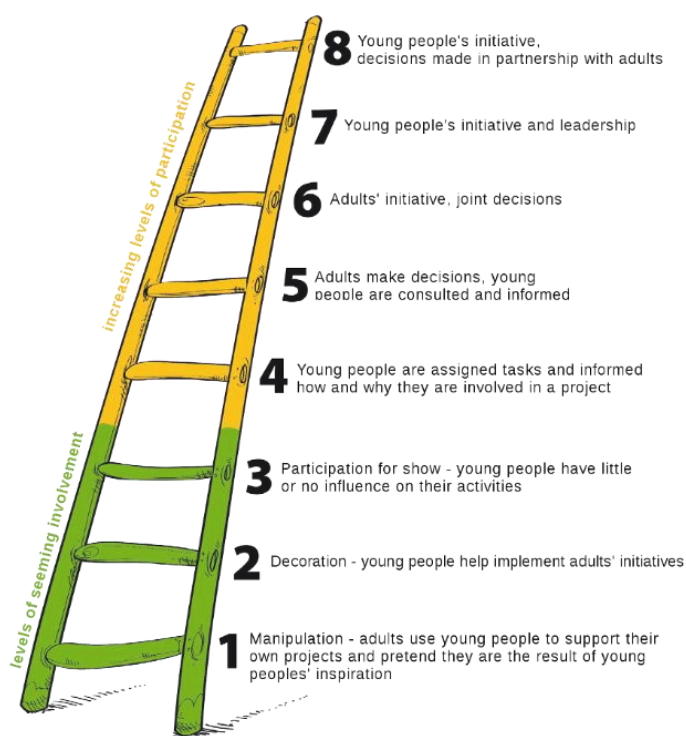 8 Young people's initiative,
decisions made in partnership with adults
7 Young people's initiative and leadership
6 Adults' initiative, joint decisions
5 Adults make decisions, young
people are consulted and informed
4 Young people are assigned tasks and informed
how and why they are involved in a project
3 Participation for show - young people have little
or no influence on their activities
2 Decoration - young people help implement adults' initiatives
1 Manipulation - adults use young people to support their
own projects and pretend they are the result of young
peoples' inspiration
increasing levels of participation
levels of seeming involvement